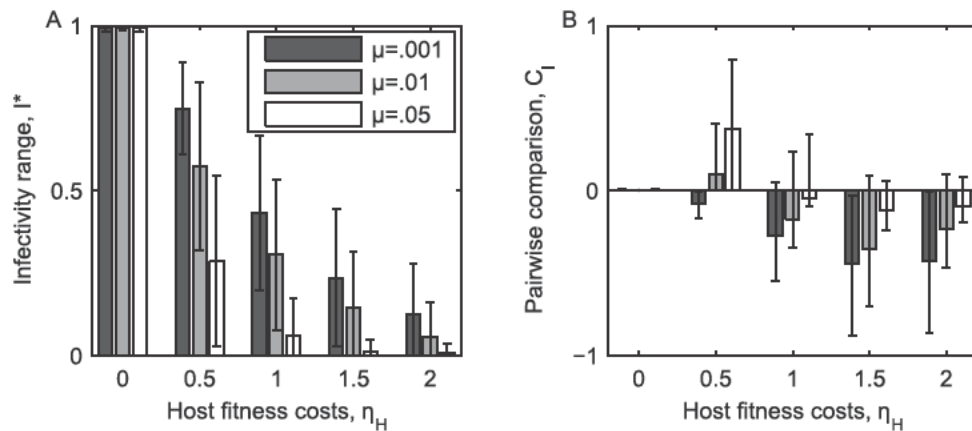 A
1
0.5
0
Infectivity range, I*
μ=.001
μ=.01
μ=.05
0 0.5 1 1.5 2
Host fitness costs, η_H
B
1
0
−1
Pairwise comparison, C_I
0 0.5 1 1.5 2
Host fitness costs, η_H